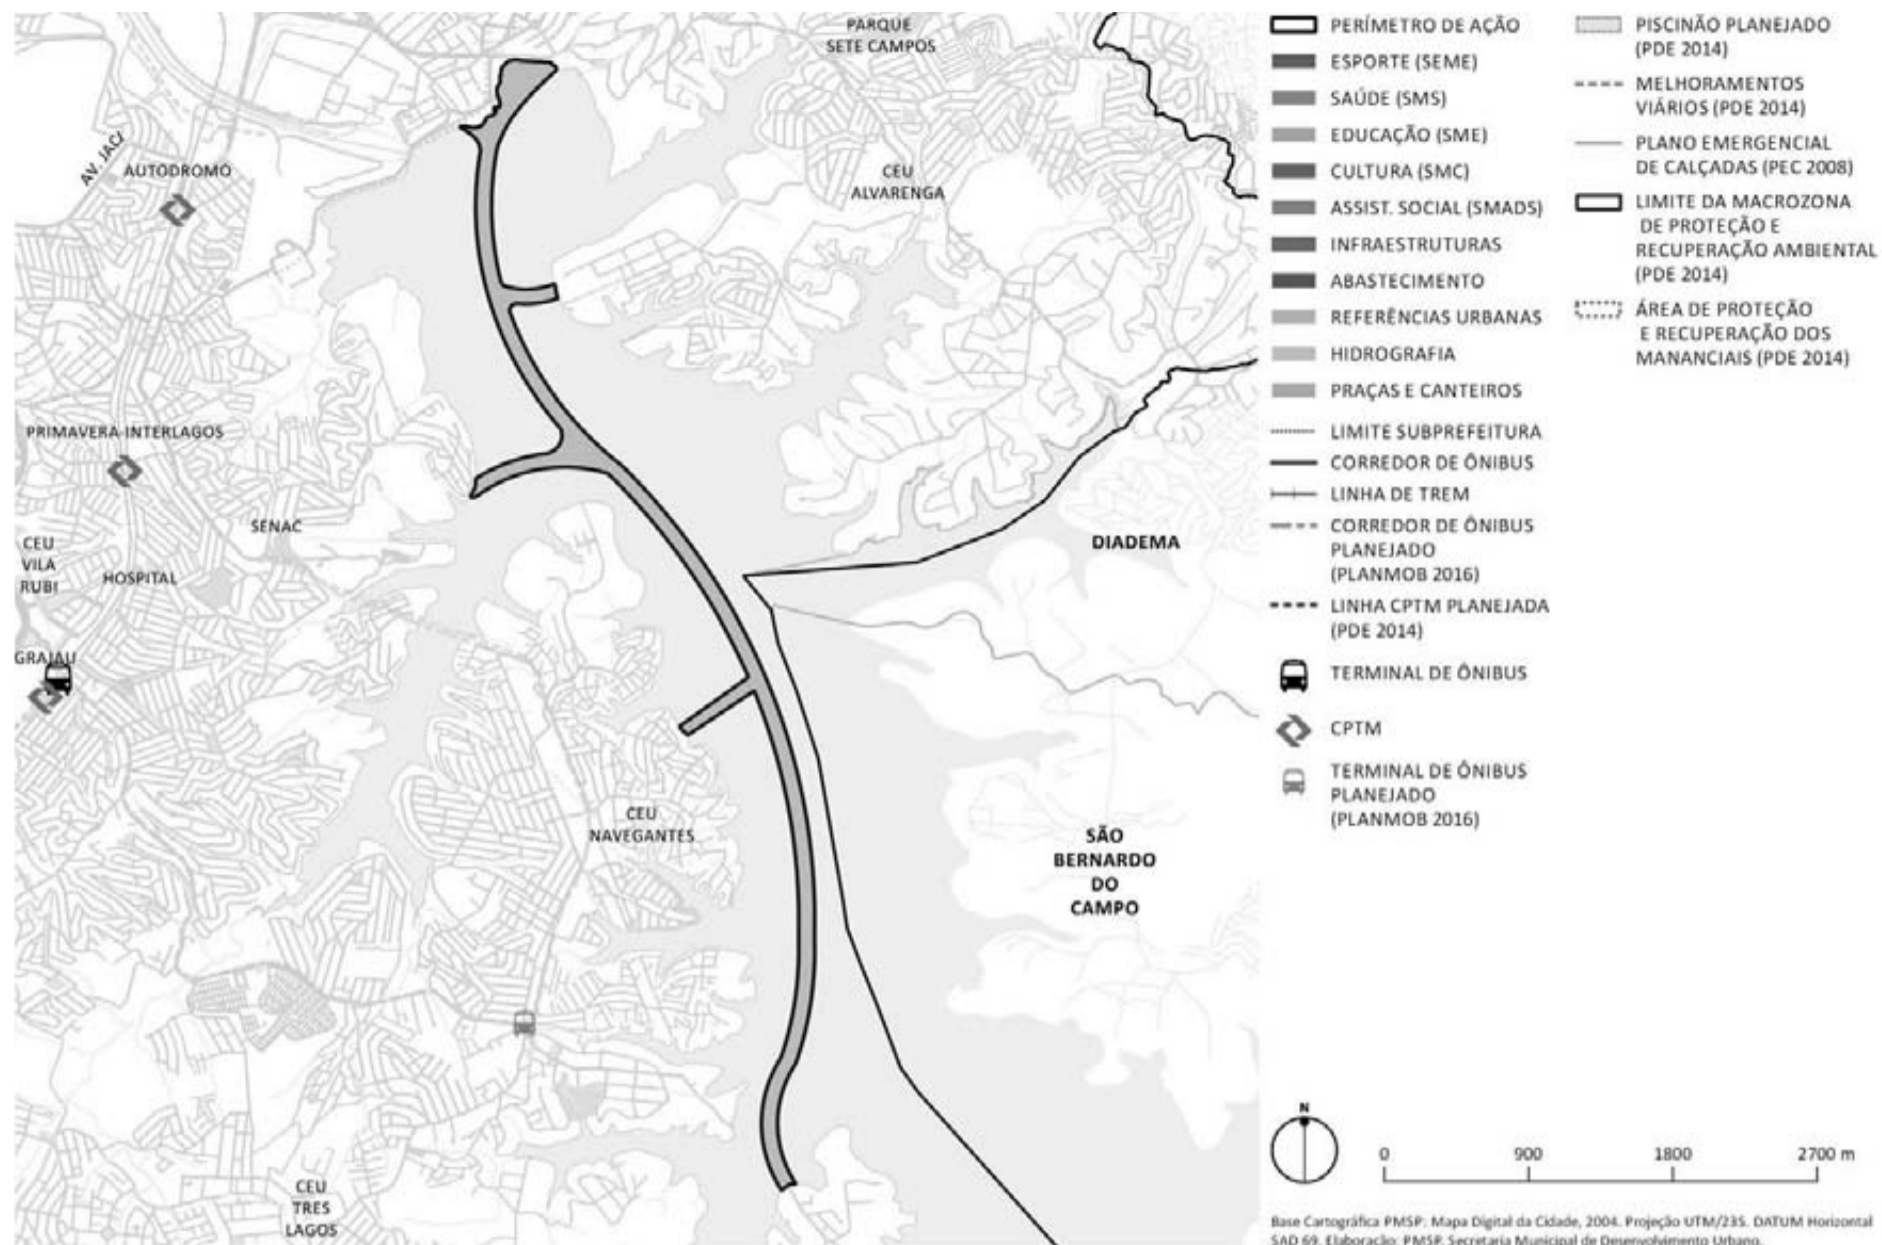 PARQUE
SETE CAMPOS
AV. JACI
AUTODROMO
CEU
ALVARENGA
PRIMAVERA-INTERLAGOS
SENAC
CEU
VILA
RUBI
HOSPITAL
GRAJAU
DIADEMA
CEU
NAVEGANTES
SÃO
BERNARDO
DO
CAMPO
CEU
TRES
LAGOS
PERÍMETRO DE AÇÃO
ESPORTE (SEME)
SAÚDE (SMS)
EDUCAÇÃO (SME)
CULTURA (SMC)
ASSIST. SOCIAL (SMADS)
INFRAESTRUTURAS
ABASTECIMENTO
REFERÊNCIAS URBANAS
HIDROGRAFIA
PRAÇAS E CANTEIROS
LIMITE SUBPREFEITURA
CORREDOR DE ÔNIBUS
LINHA DE TREM
CORREDOR DE ÔNIBUS
PLANEJADO
(PLANMOB 2016)
LINHA CPTM PLANEJADA
(PDE 2014)
TERMINAL DE ÔNIBUS
CPTM
TERMINAL DE ÔNIBUS
PLANEJADO
(PLANMOB 2016)
PISCINÃO PLANEJADO
(PDE 2014)
MELHORAMENTOS
VIÁRIOS (PDE 2014)
PLANO EMERGENCIAL
DE CALÇADAS (PEC 2008)
LIMITE DA MACROZONA
DE PROTEÇÃO E
RECUPERAÇÃO AMBIENTAL
(PDE 2014)
ÁREA DE PROTEÇÃO
E RECUPERAÇÃO DOS
MANANCIAIS (PDE 2014)
N
0 900 1800 2700 m
Base Cartográfica PMSP: Mapa Digital da Cidade, 2004. Projeção UTM/23S. DATUM Horizontal
SAD 69. Elaboração: PMSP. Secretaria Municipal de Desenvolvimento Urbano.